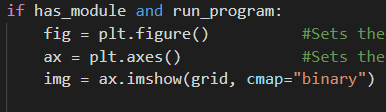 if has_module and run_program:
    fig = plt.figure()          #Sets the
    ax = plt.axes()             #Sets the
    img = ax.imshow(grid, cmap="binary")